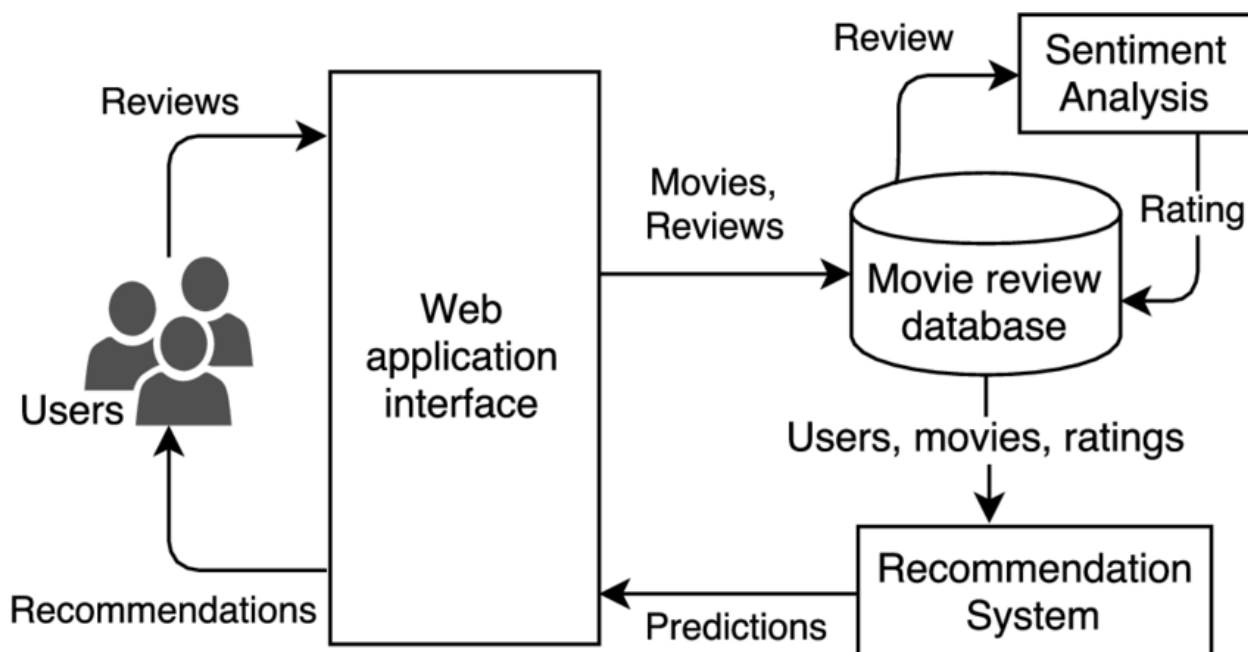 Review
Sentiment
Analysis
Reviews
Movies,
Reviews
Rating
Movie review
database
Web
application
interface
Users
Users, movies, ratings
Recommendation
System
Recommendations
Predictions